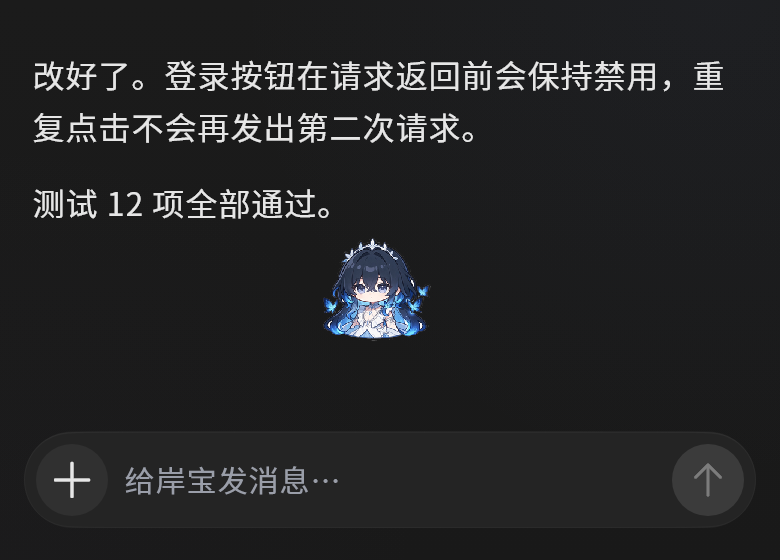 改好了。登录按钮在请求返回前会保持禁用，重
复点击不会再发出第二次请求。
测试 12 项全部通过。
给岸宝发消息…